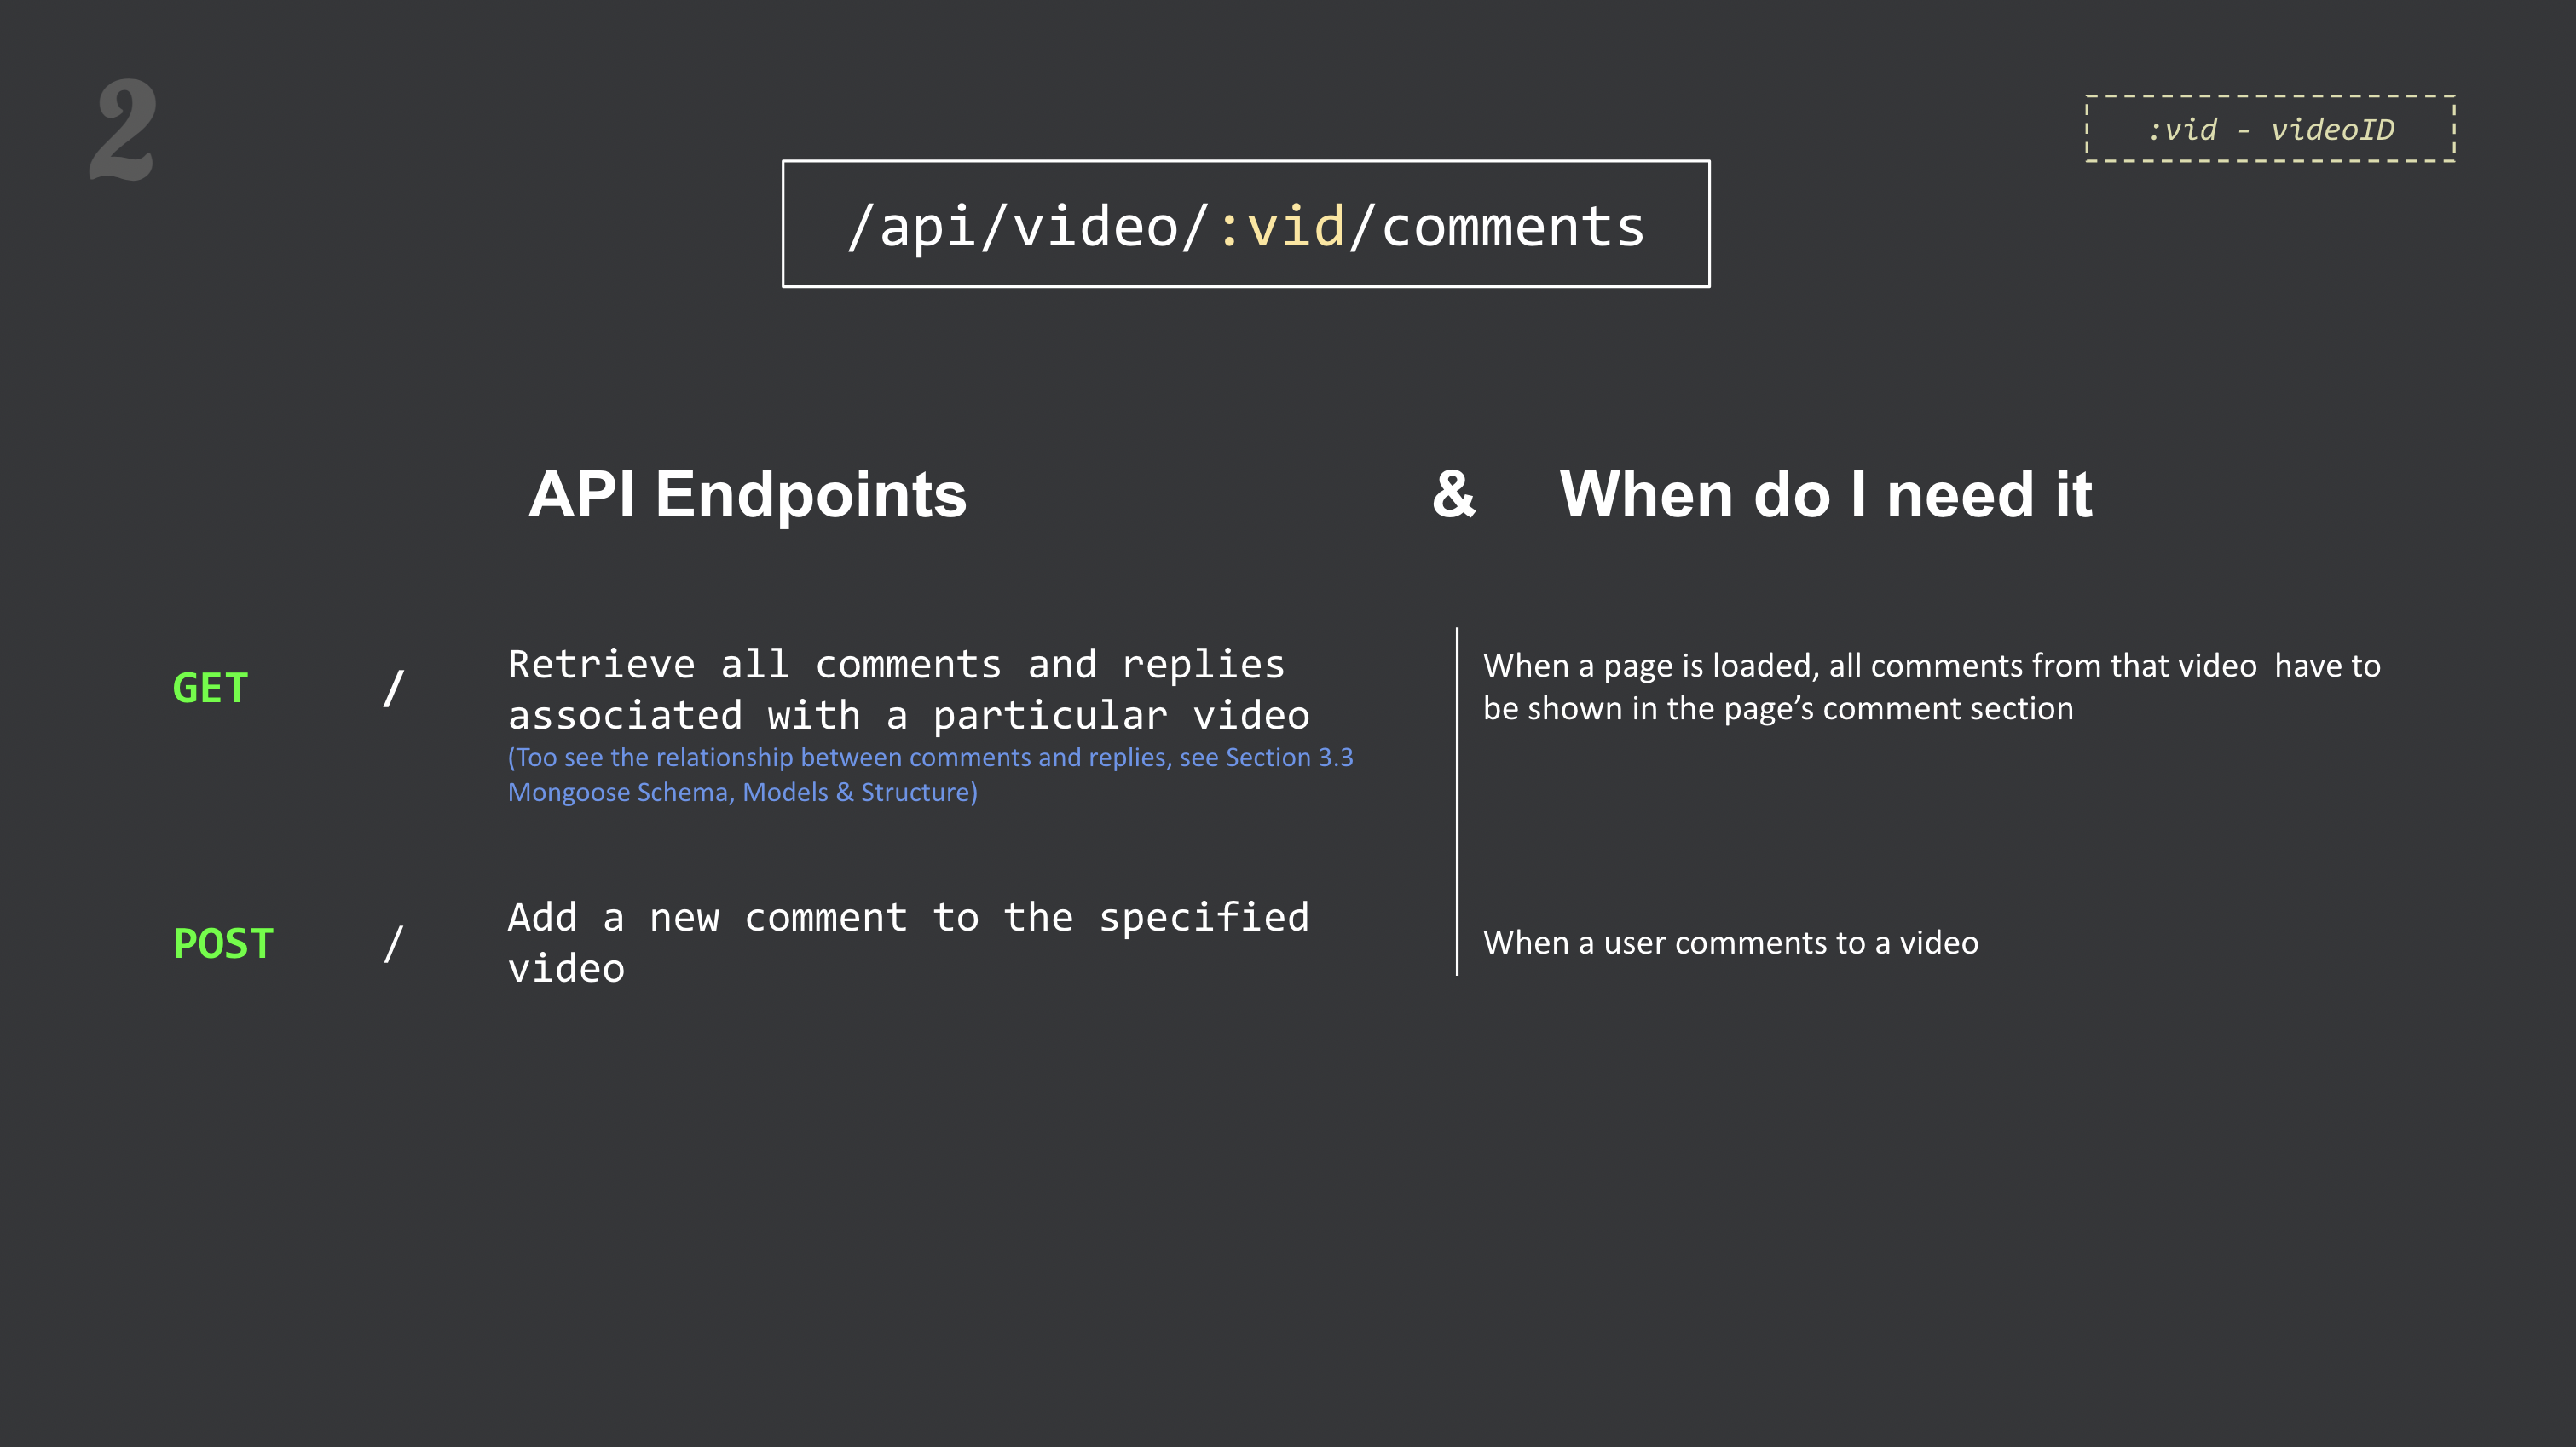 2
:vid - videoID
/api/video/:vid/comments
API Endpoints & When do I need it
GET / Retrieve all comments and replies
associated with a particular video
(Too see the relationship between comments and replies, see Section 3.3
Mongoose Schema, Models & Structure)
When a page is loaded, all comments from that video  have to
be shown in the page’s comment section
POST / Add a new comment to the specified
video
When a user comments to a video